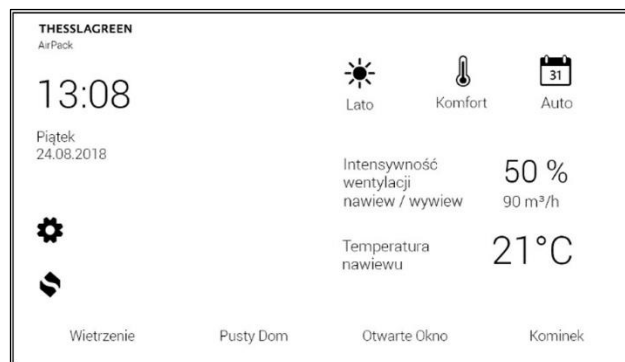 THESSLAGREEN
AirPack
13:08
Piątek
24.08.2018
31
Lato
Komfort
Auto
Intensywność
wentylacji
nawiew / wywiew
50 %
90 m³/h
Temperatura
nawiewu
21°C
Wietrzenie
Pusty Dom
Otwarte Okno
Kominek